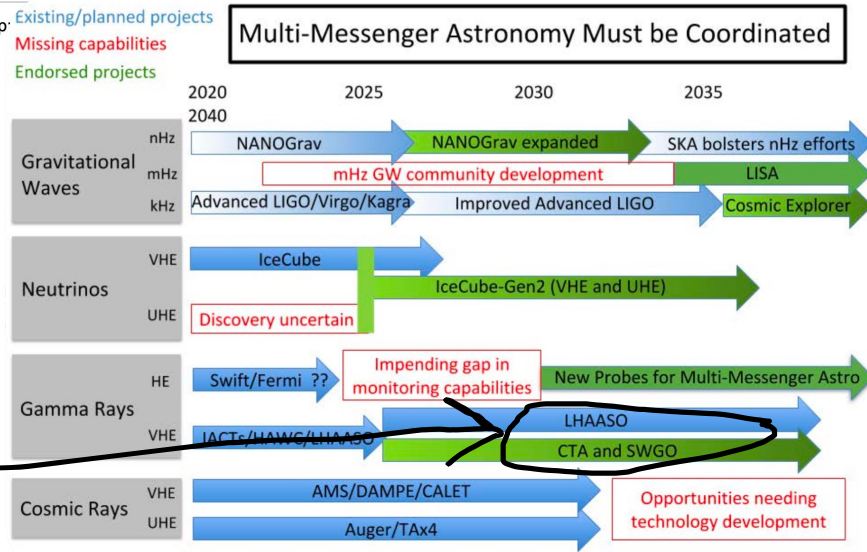 Existing/planned projects
Missing capabilities
Endorsed projects
Multi-Messenger Astronomy Must be Coordinated
2020 2025 2030 2035
2040
Gravitational
Waves
nHz
mHz
kHz
NANOGrav
NANOGrav expanded
SKA bolsters nHz efforts
mHz GW community development
LISA
Advanced LIGO/Virgo/Kagra
Improved Advanced LIGO
Cosmic Explorer
Neutrinos
VHE
UHE
IceCube
IceCube-Gen2 (VHE and UHE)
Discovery uncertain
Gamma Rays
HE
VHE
Swift/Fermi ??
Impending gap in
monitoring capabilities
New Probes for Multi-Messenger Astro
IACTs/HAWC/LHAASO
LHAASO
CTA and SWGO
Cosmic Rays
VHE
UHE
AMS/DAMPE/CALET
Auger/TAx4
Opportunities needing
technology development